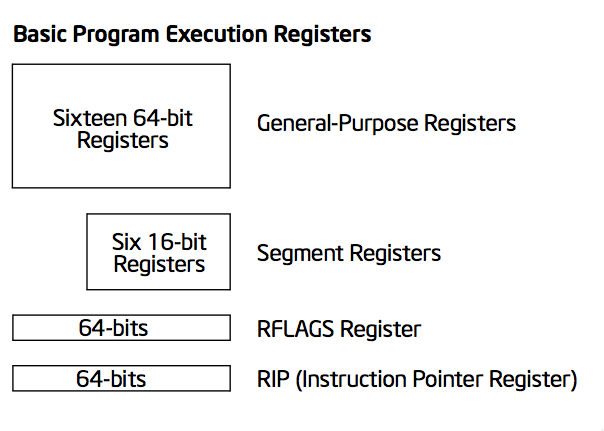 Basic Program Execution Registers
Sixteen 64-bit
Registers
General-Purpose Registers
Six 16-bit
Registers
Segment Registers
64-bits
RFLAGS Register
64-bits
RIP (Instruction Pointer Register)